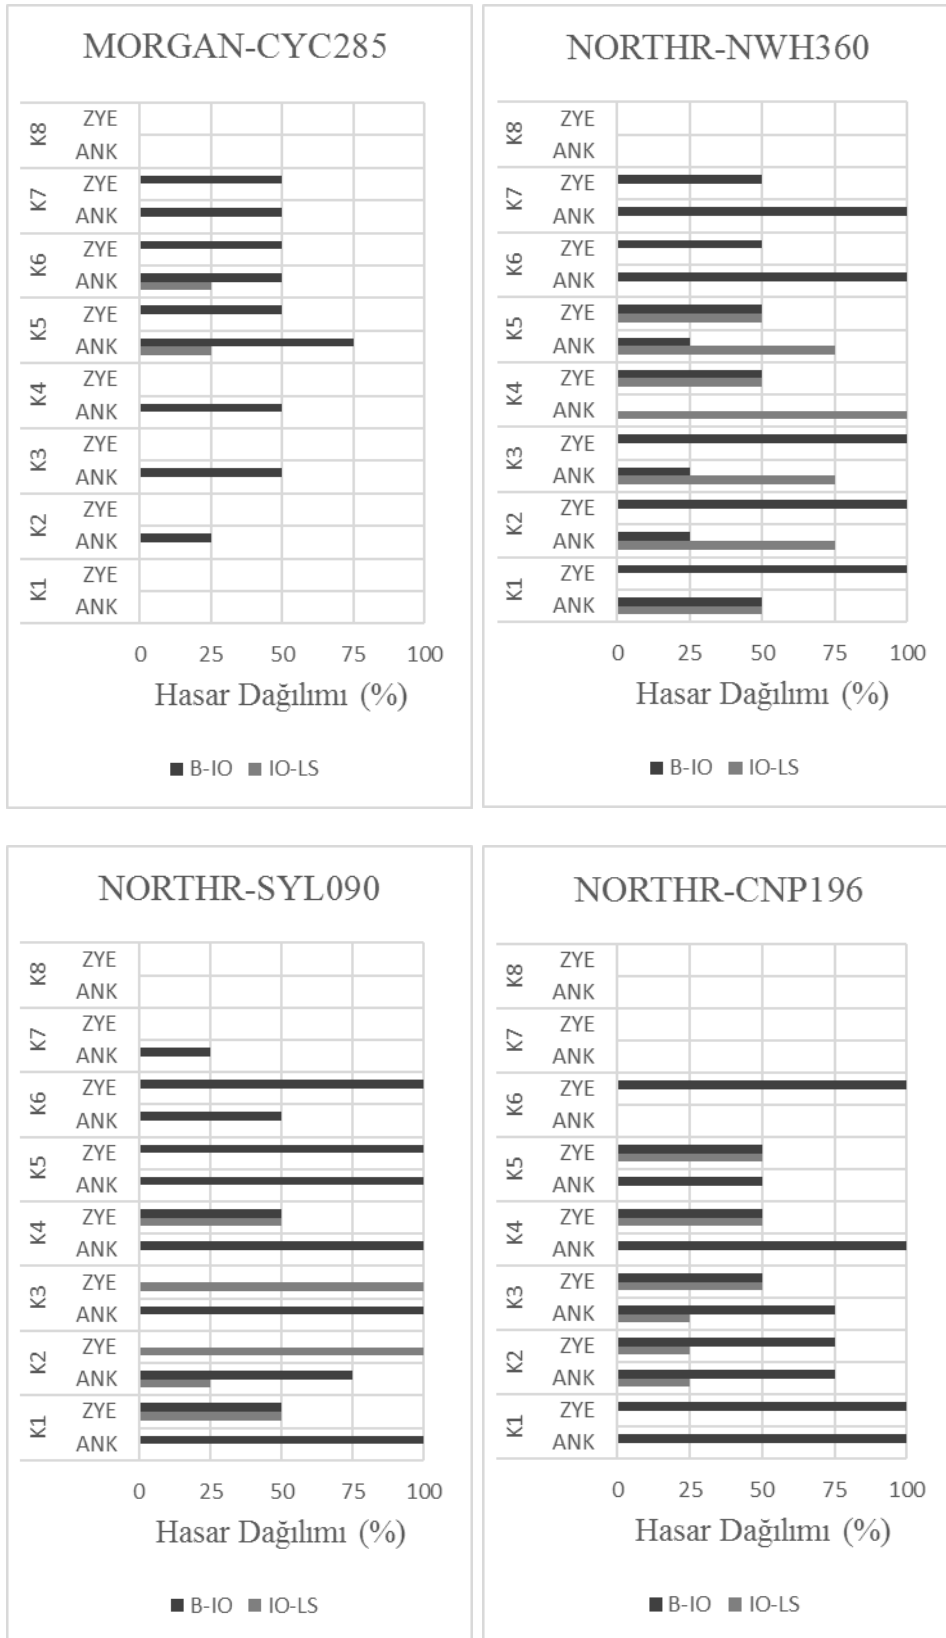 MORGAN-CYC285
K8 ZYE
ANK
K7 ZYE
ANK
K6 ZYE
ANK
K5 ZYE
ANK
K4 ZYE
ANK
K3 ZYE
ANK
K2 ZYE
ANK
K1 ZYE
ANK
0 25 50 75 100
Hasar Dağılımı (%)
B-IO IO-LS
NORTHR-NWH360
K8 ZYE
ANK
K7 ZYE
ANK
K6 ZYE
ANK
K5 ZYE
ANK
K4 ZYE
ANK
K3 ZYE
ANK
K2 ZYE
ANK
K1 ZYE
ANK
0 25 50 75 100
Hasar Dağılımı (%)
B-IO IO-LS
NORTHR-SYL090
K8 ZYE
ANK
K7 ZYE
ANK
K6 ZYE
ANK
K5 ZYE
ANK
K4 ZYE
ANK
K3 ZYE
ANK
K2 ZYE
ANK
K1 ZYE
ANK
0 25 50 75 100
Hasar Dağılımı (%)
B-IO IO-LS
NORTHR-CNP196
K8 ZYE
ANK
K7 ZYE
ANK
K6 ZYE
ANK
K5 ZYE
ANK
K4 ZYE
ANK
K3 ZYE
ANK
K2 ZYE
ANK
K1 ZYE
ANK
0 25 50 75 100
Hasar Dağılımı (%)
B-IO IO-LS